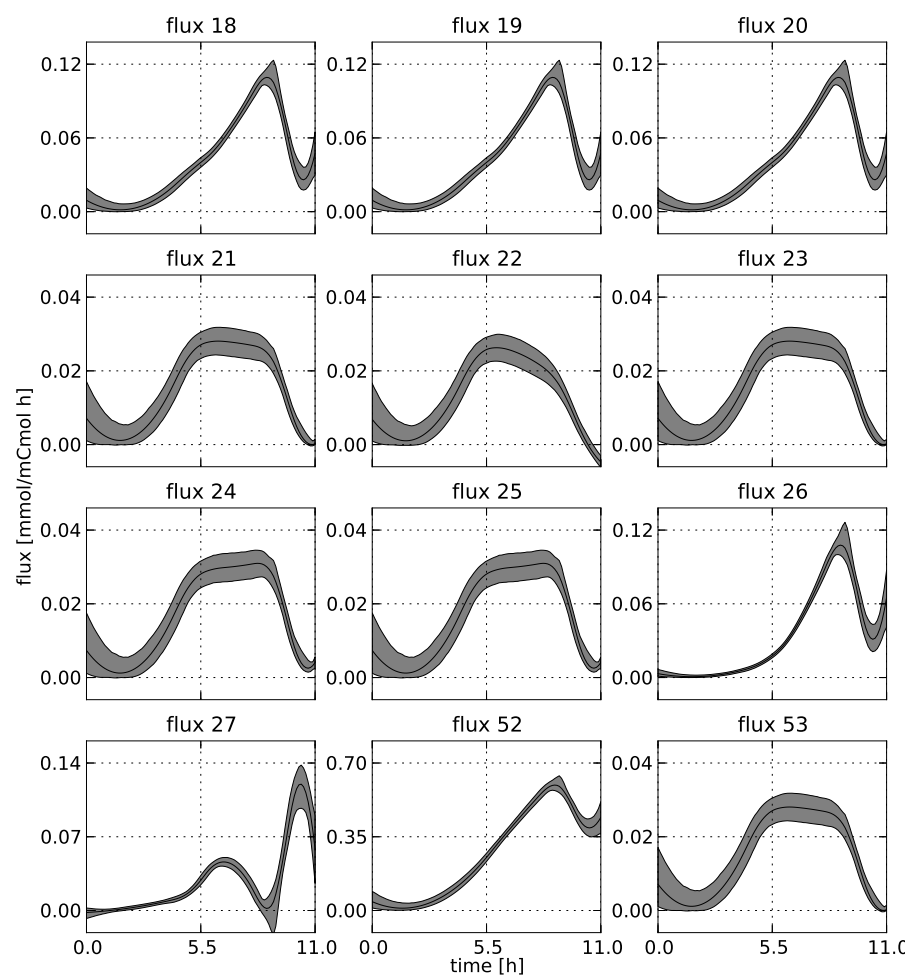 flux 18 flux 19 flux 20
0.12 0.12 0.12
0.06 0.06 0.06
0.00 0.00 0.00
flux 21 flux 22 flux 23
0.04 0.04 0.04
0.02 0.02 0.02
0.00 0.00 0.00
flux [mmol/mCmol h]
flux 24 flux 25 flux 26
0.04 0.04 0.12
0.02 0.02 0.06
0.00 0.00 0.00
flux 27 flux 52 flux 53
0.14 0.70 0.04
0.07 0.35 0.02
0.00 0.00 0.00
0.0 5.5 11.0 0.0 5.5 11.0 0.0 5.5 11.0
time [h]